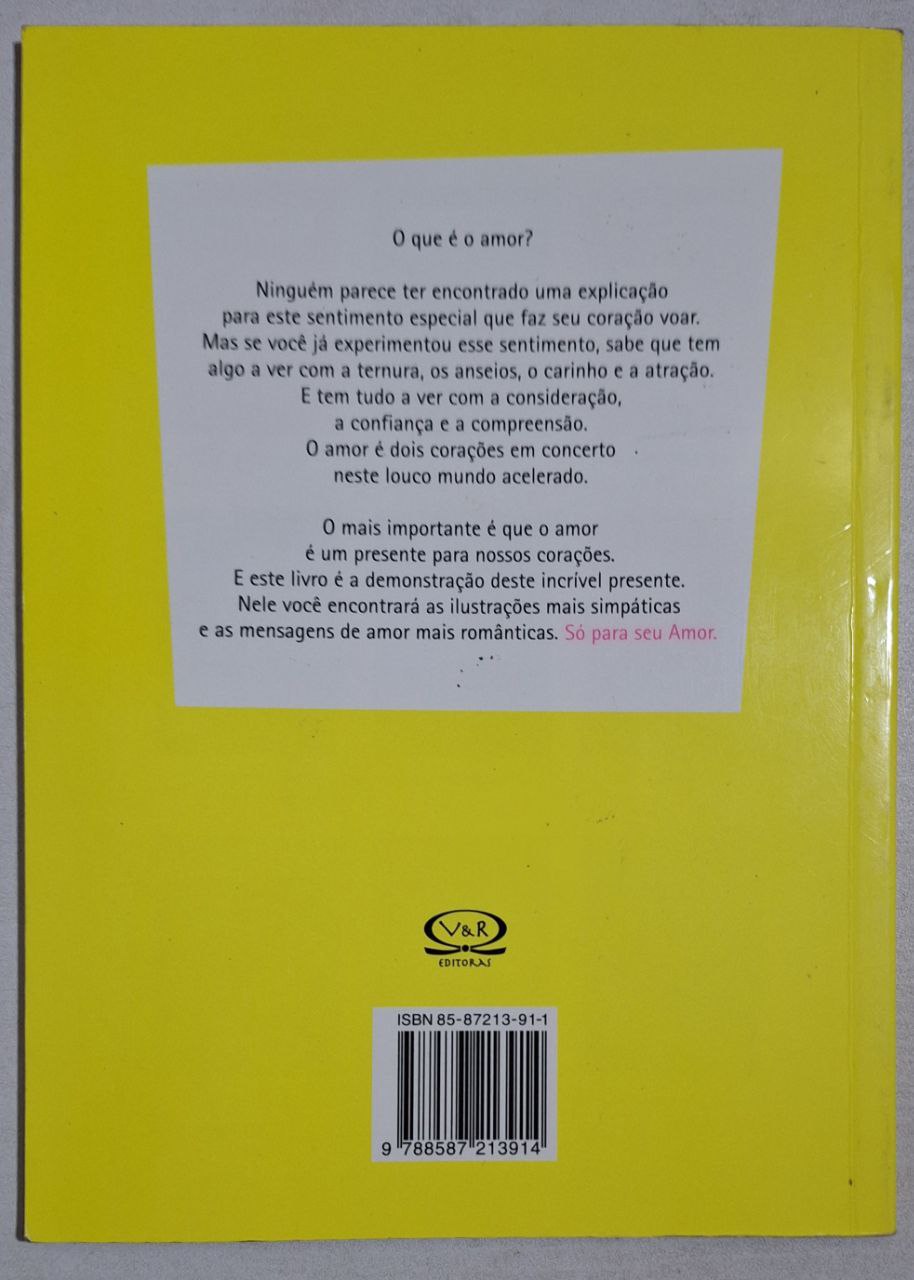 O que é o amor?
Ninguém parece ter encontrado uma explicação
para este sentimento especial que faz seu coração voar.
Mas se você já experimentou esse sentimento, sabe que tem
algo a ver com a ternura, os anseios, o carinho e a atração.
E tem tudo a ver com a consideração,
a confiança e a compreensão.
O amor é dois corações em concerto
neste louco mundo acelerado.
O mais importante é que o amor
é um presente para nossos corações.
E este livro é a demonstração deste incrível presente.
Nele você encontrará as ilustrações mais simpáticas
e as mensagens de amor mais românticas. Só para seu Amor.
V&R
EDITORAS
ISBN 85-87213-91-1
9 788587 213914